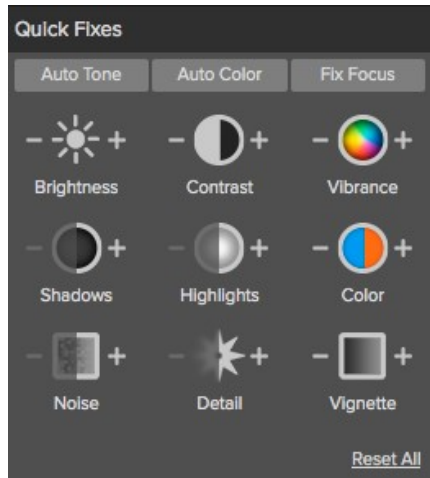 Quick Fixes
Auto Tone Auto Color Fix Focus
Brightness Contrast Vibrance
Shadows Highlights Color
Noise Detail Vignette
Reset All